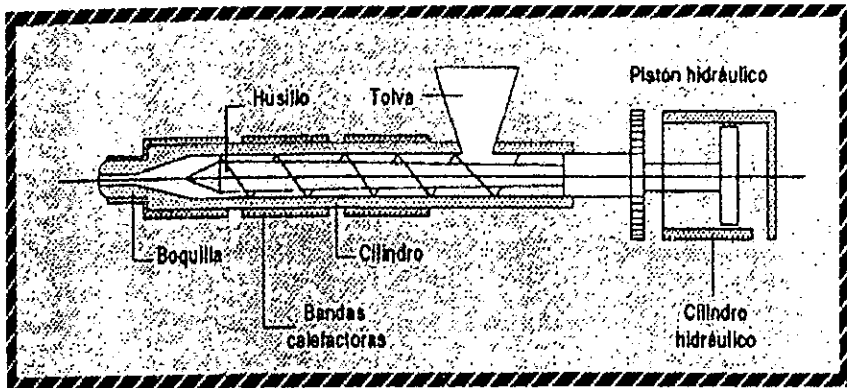 Husillo
Tolva
Pistón hidráulico
Boquilla
Cilindro
Bandas
calefactoras
Cilindro
hidráulico